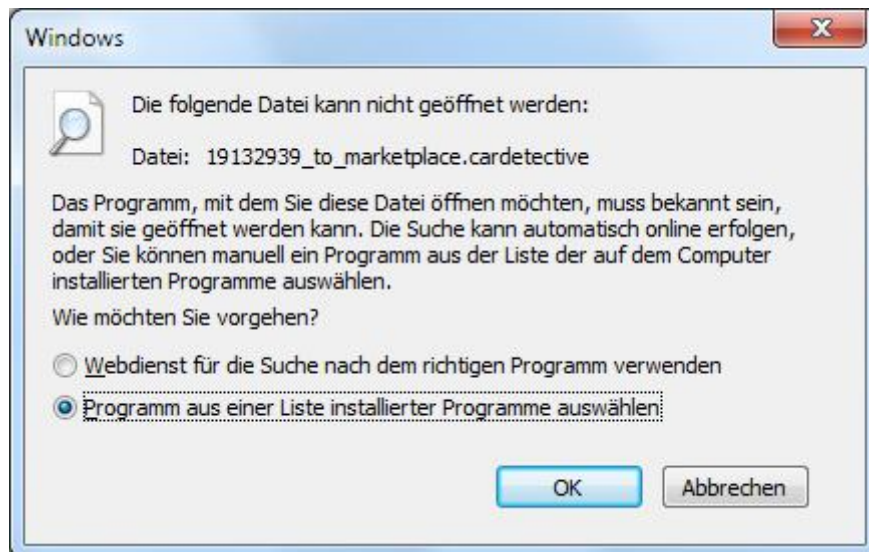 Windows
Die folgende Datei kann nicht geöffnet werden:
Datei: 19132939_to_marketplace.cardetective
Das Programm, mit dem Sie diese Datei öffnen möchten, muss bekannt sein,
damit sie geöffnet werden kann. Die Suche kann automatisch online erfolgen,
oder Sie können manuell ein Programm aus der Liste der auf dem Computer
installierten Programme auswählen.
Wie möchten Sie vorgehen?
Webdienst für die Suche nach dem richtigen Programm verwenden
Programm aus einer Liste installierter Programme auswählen
OK Abbrechen